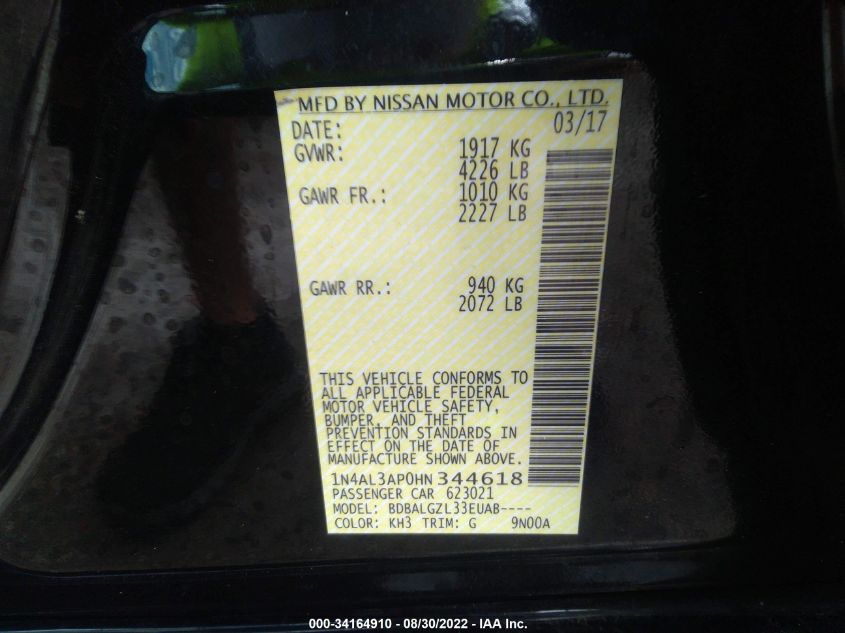 MFD BY NISSAN MOTOR CO., LTD.
DATE: 03/17
GVWR: 1917 KG
4226 LB
GAWR FR.: 1010 KG
2227 LB
GAWR RR.: 940 KG
2072 LB
THIS VEHICLE CONFORMS TO
ALL APPLICABLE FEDERAL
MOTOR VEHICLE SAFETY,
BUMPER, AND THEFT
PREVENTION STANDARDS IN
EFFECT ON THE DATE OF
MANUFACTURE SHOWN ABOVE.
1N4AL3AP0HN 344618
PASSENGER CAR 623021
MODEL: BDBALGZL33EUAB----
COLOR: KH3 TRIM: G 9N00A
000-34164910 - 08/30/2022 - IAA Inc.